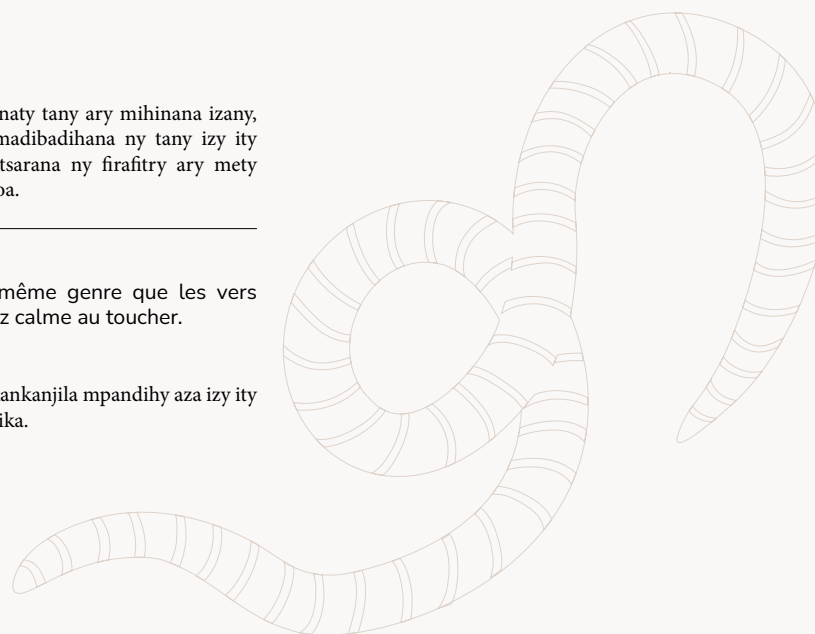 naty tany ary mihinana izany,
madibadihana ny tany izy ity
tsarana ny firafitry ary mety
oa.
même genre que les vers
z calme au toucher.
ankanjila mpandihy aza izy ity
ika.